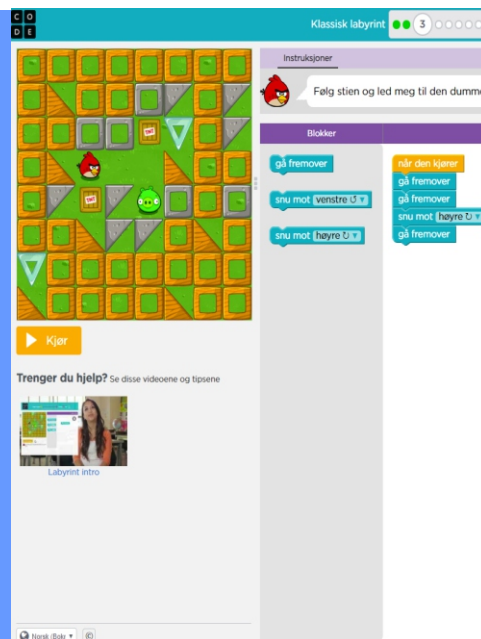 C O
D E
Klassisk labyrint
3
Instruksjoner
Følg stien og led meg til den dumme
Blokker
gå fremover
snu mot venstre ↺ ▼
snu mot høyre ↻ ▼
når den kjører
gå fremover
gå fremover
snu mot høyre ↻ ▼
gå fremover
TNT
TNT
Kjør
Trenger du hjelp? Se disse videoene og tipsene
Labyrint intro
Norsk (Bokr ▼ ©